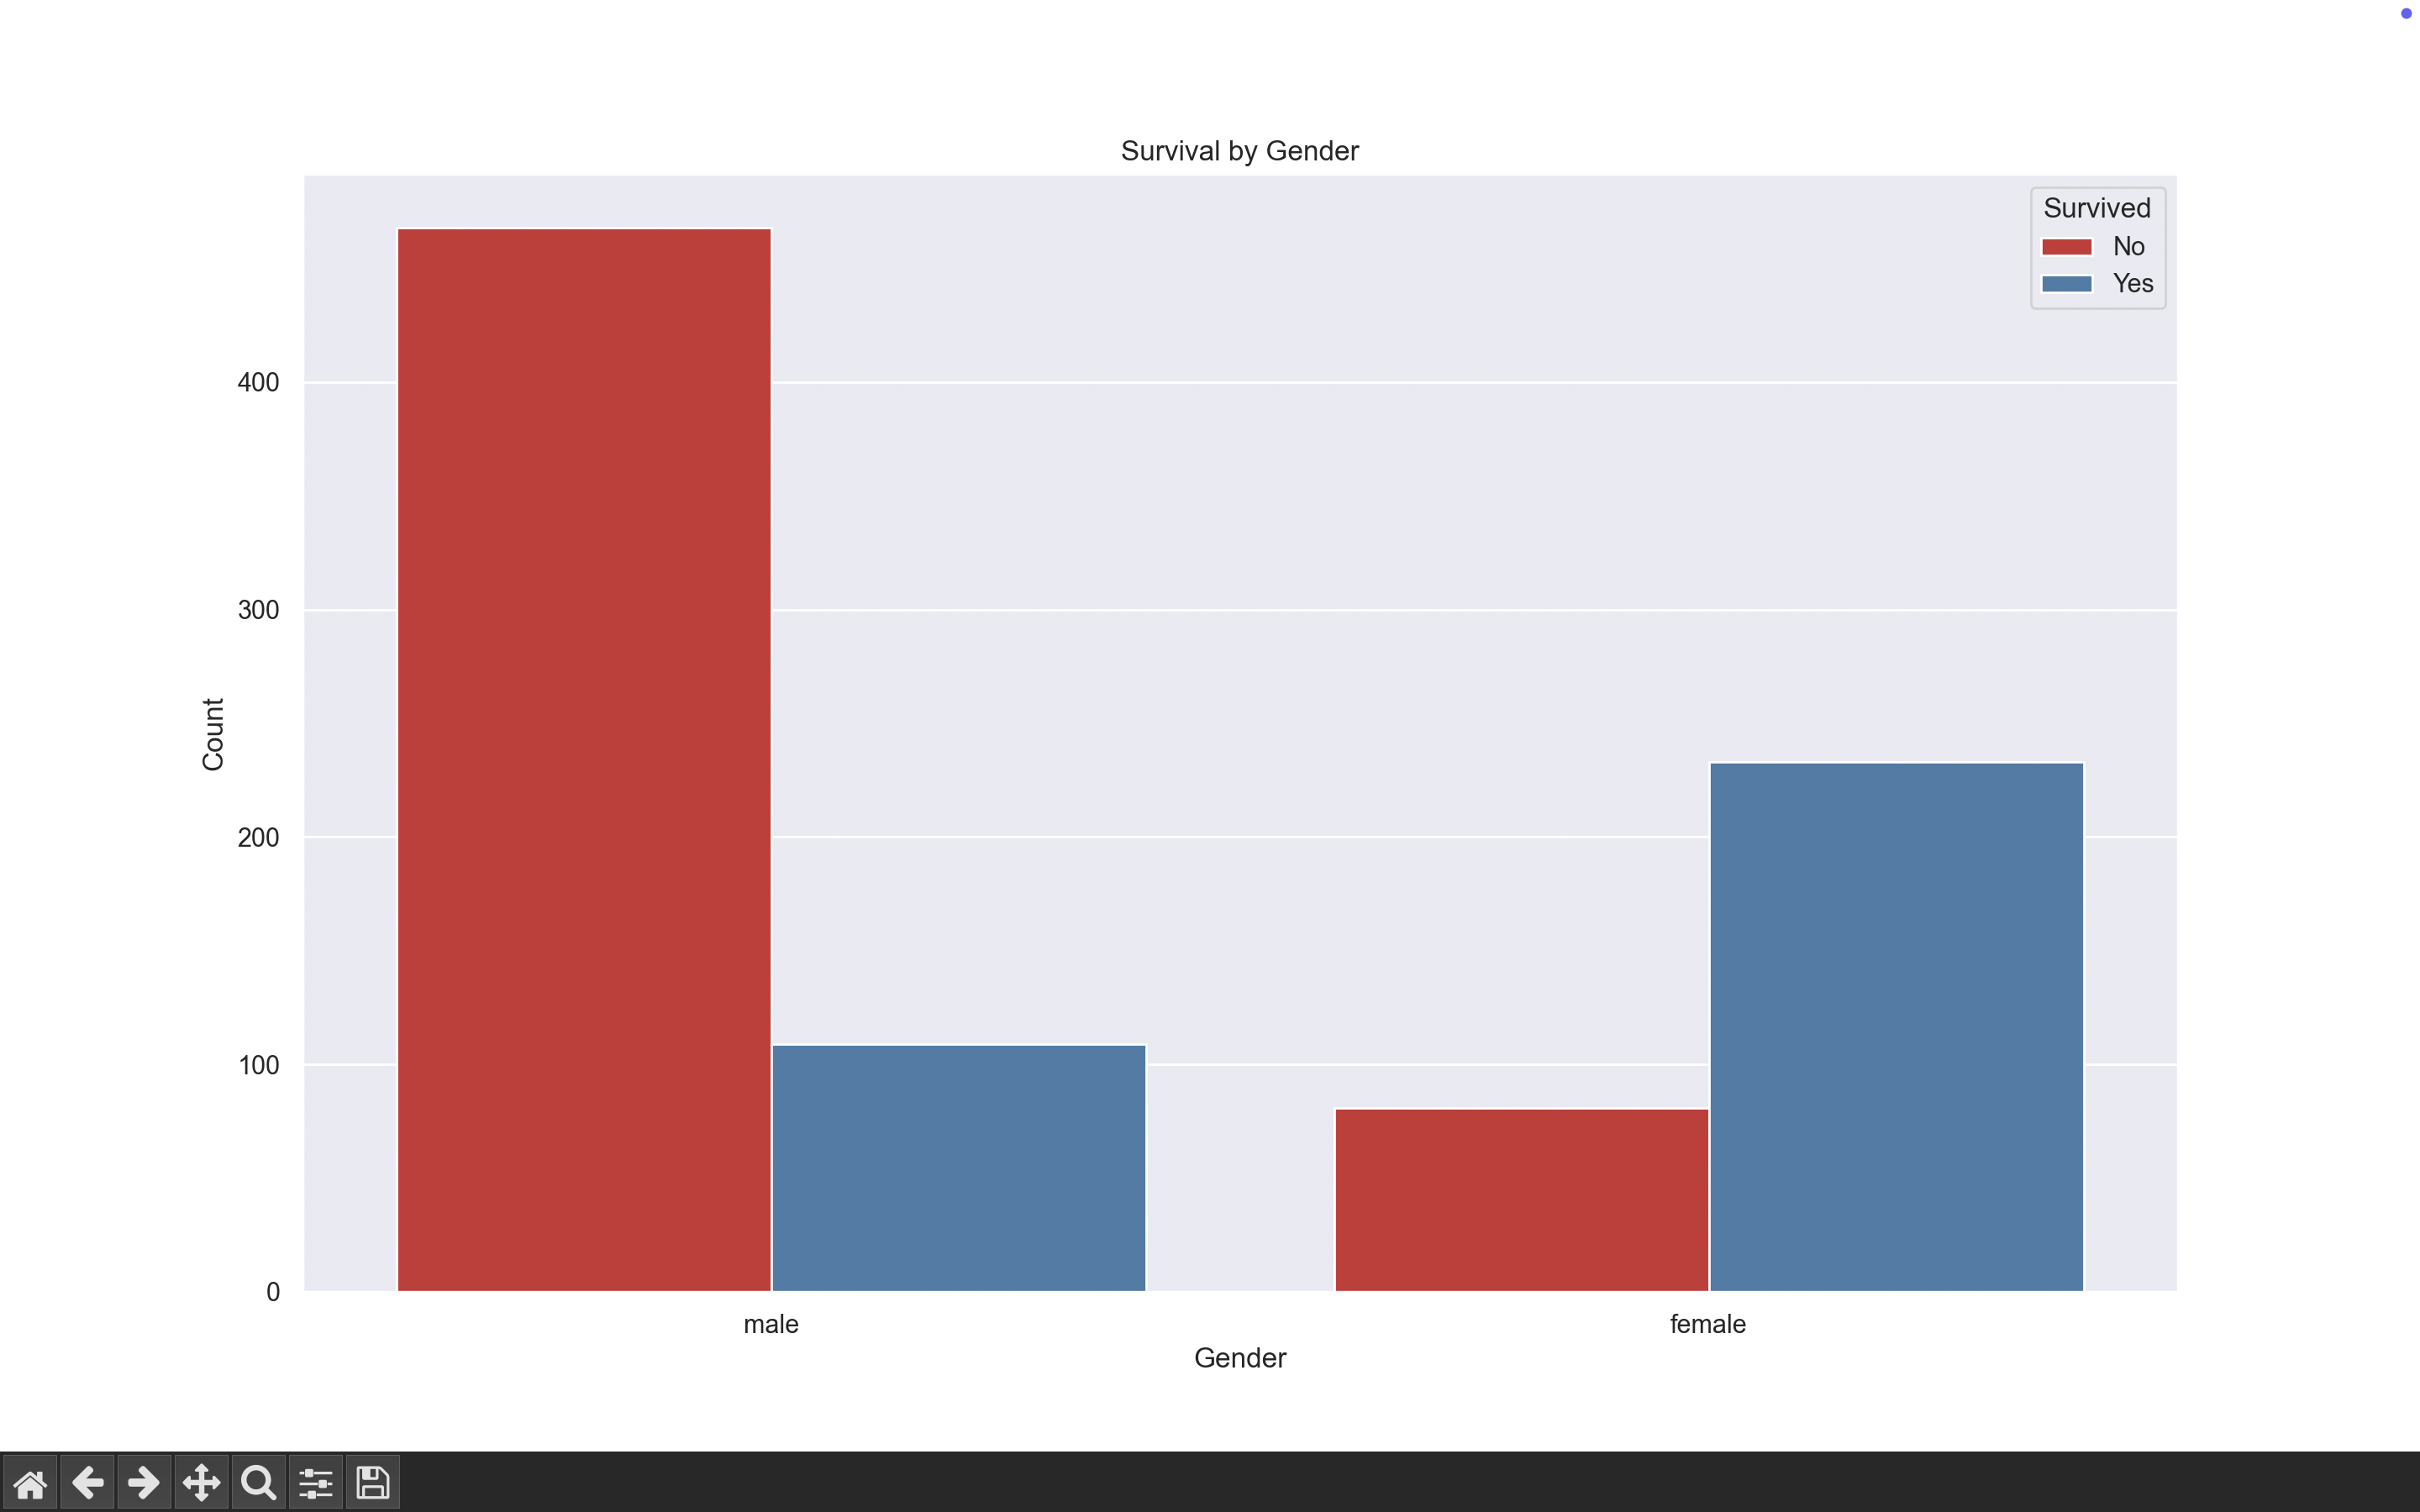 Survival by Gender
Survived
No
Yes
400
300
200
100
0
Count
male
female
Gender